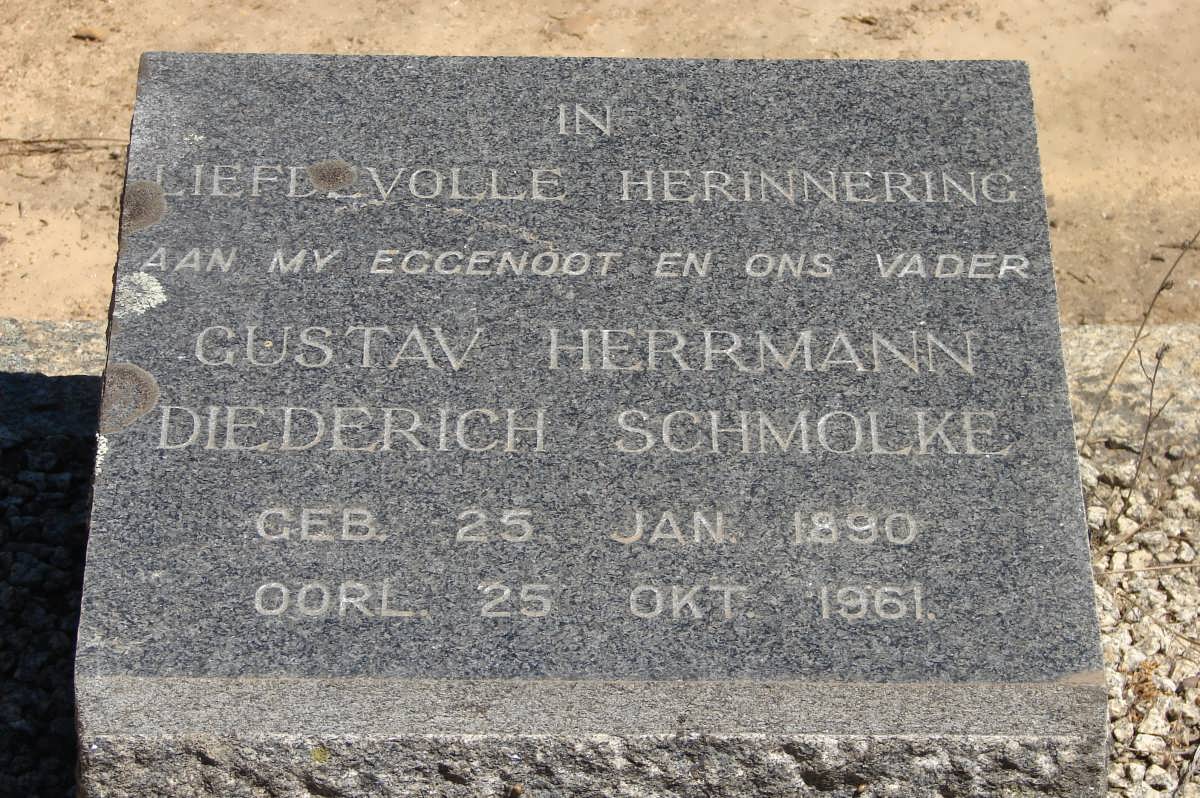 IN
LIEFDEVOLLE HERINNERING
AAN MY EGGENOOT EN ONS VADER
GUSTAV HERRMANN
DIEDERICH SCHMOLKE
GEB. 25 JAN. 1890
OORL. 25 OKT. 1961.